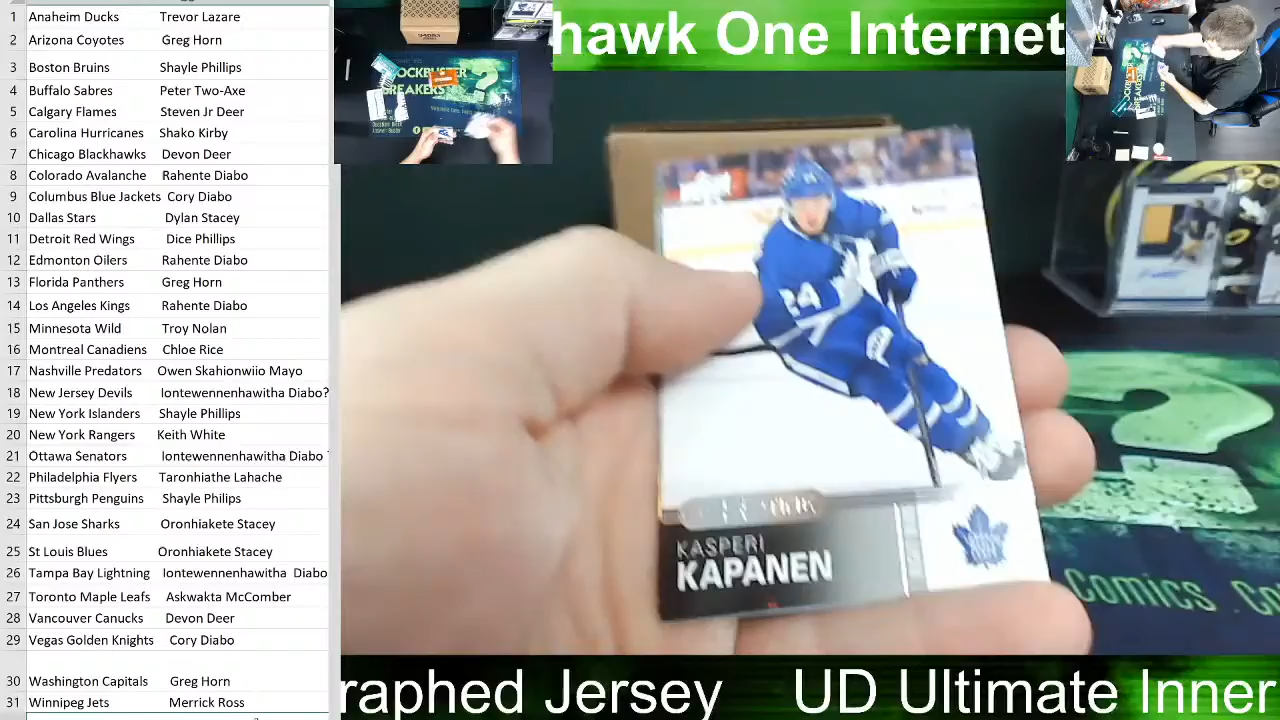 1 Anaheim Ducks Trevor Lazare
Arizona Coyotes Greg Horn
3 Boston Bruins Shayle Phillips
Buffalo Sabres Peter Two-Axe
5 Calgary Flames Steven Jr Deer
6 Carolina Hurricanes Shako Kirby
7 Chicago Blackhawks Devon Deer
8 Colorado Avalanche Rahente Diabo
9 Columbus Blue Jackets Cory Diabo
10 Dallas Stars Dylan Stacey
11 Detroit Red Wings Dice Phillips
12 Edmonton Oilers Rahente Diabo
13 Florida Panthers Greg Horn
14 Los Angeles Kings Rahente Diabo
15 Minnesota Wild Troy Nolan
16 Montreal Canadiens Chloe Rice
17 Nashville Predators Owen Skahionwiio Mayo
18 New Jersey Devils Iontewennenhawitha Diabo?
19 New York Islanders Shayle Phillips
20 New York Rangers Keith White
21 Ottawa Senators Iontewennenhawitha Diabo
22 Philadelphia Flyers Taronhiathe Lahache
23 Pittsburgh Penguins Shayle Philips
24 San Jose Sharks Oronhiakete Stacey
25 St Louis Blues Oronhiakete Stacey
26 Tampa Bay Lightning Iontewennenhawitha Diabo
27 Toronto Maple Leafs Askwakta McComber
28 Vancouver Canucks Devon Deer
29 Vegas Golden Knights Cory Diabo
30 Washington Capitals Greg Horn
31 Winnipeg Jets Merrick Ross
hawk One Internet
24
KASPERI
KAPANEN
Comics
raphed Jersey UD Ultimate Inner